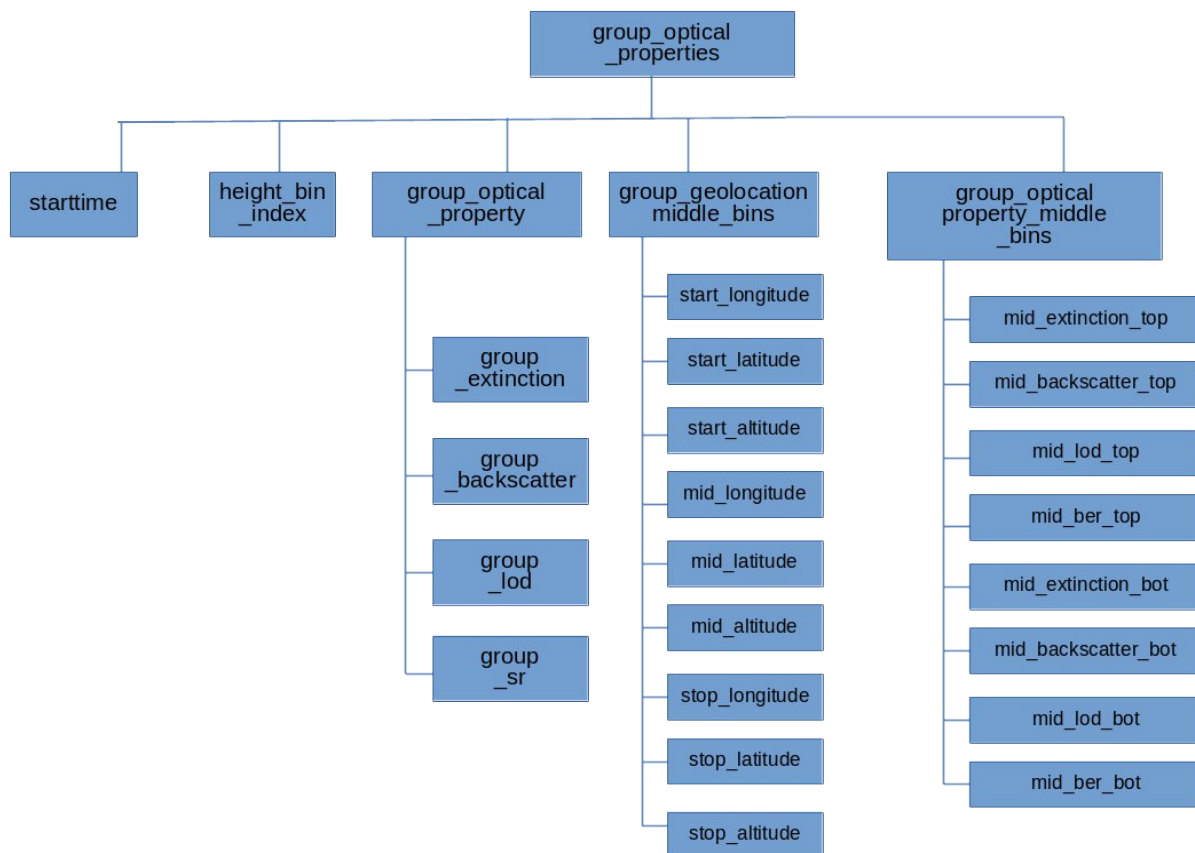 group_optical
_properties
starttime
height_bin
_index
group_optical
_property
group_geolocation
middle_bins
group_optical
property_middle
_bins
group
_extinction
group
_backscatter
group
_lod
group
_sr
start_longitude
start_latitude
start_altitude
mid_longitude
mid_latitude
mid_altitude
stop_longitude
stop_latitude
stop_altitude
mid_extinction_top
mid_backscatter_top
mid_lod_top
mid_ber_top
mid_extinction_bot
mid_backscatter_bot
mid_lod_bot
mid_ber_bot